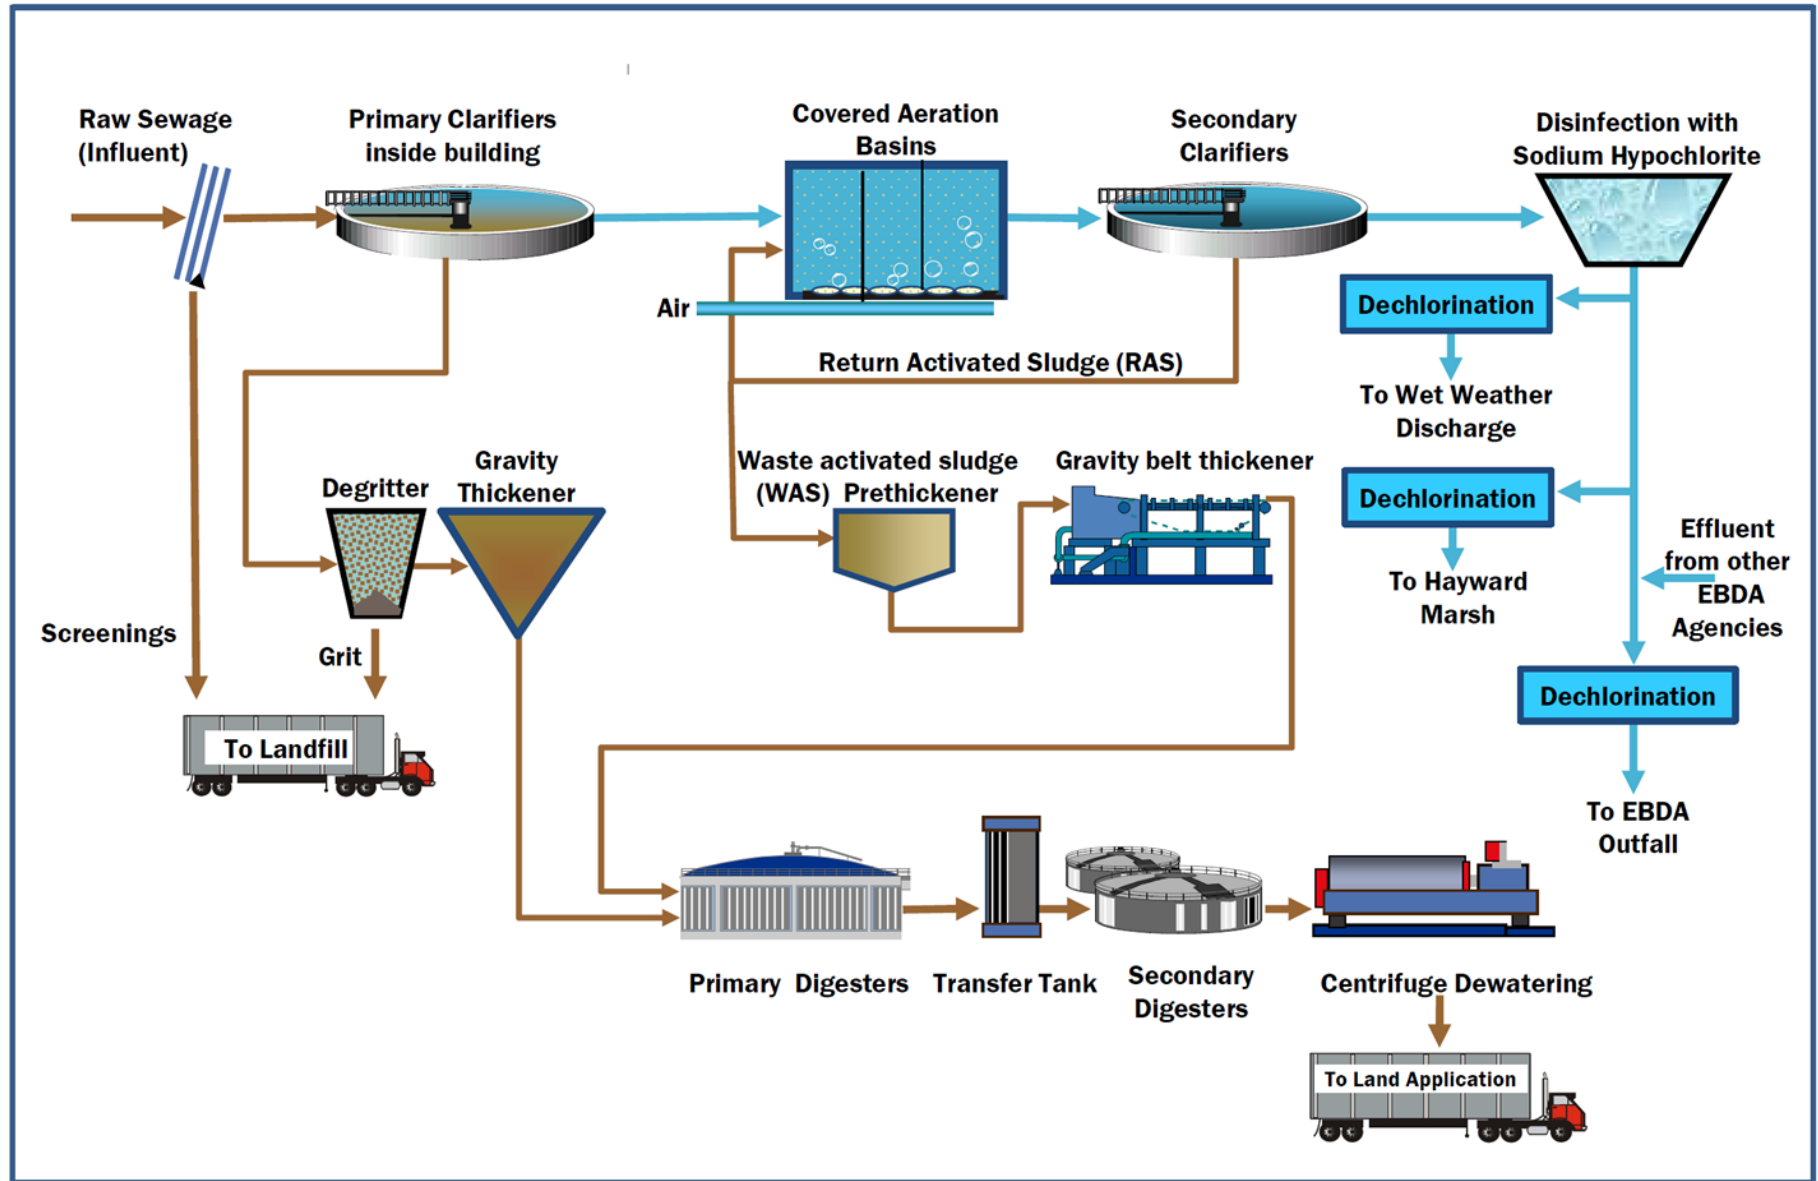 Raw Sewage
(Influent)
Primary Clarifiers
inside building
Covered Aeration
Basins
Secondary
Clarifiers
Disinfection with
Sodium Hypochlorite
Air
Dechlorination
Return Activated Sludge (RAS)
To Wet Weather
Discharge
Degritter
Gravity
Thickener
Waste activated sludge
(WAS) Prethickener
Gravity belt thickener
Dechlorination
To Hayward
Marsh
Effluent
from other
EBDA
Agencies
Screenings
Grit
Dechlorination
To Landfill
To EBDA
Outfall
Primary Digesters
Transfer Tank
Secondary
Digesters
Centrifuge Dewatering
To Land Application